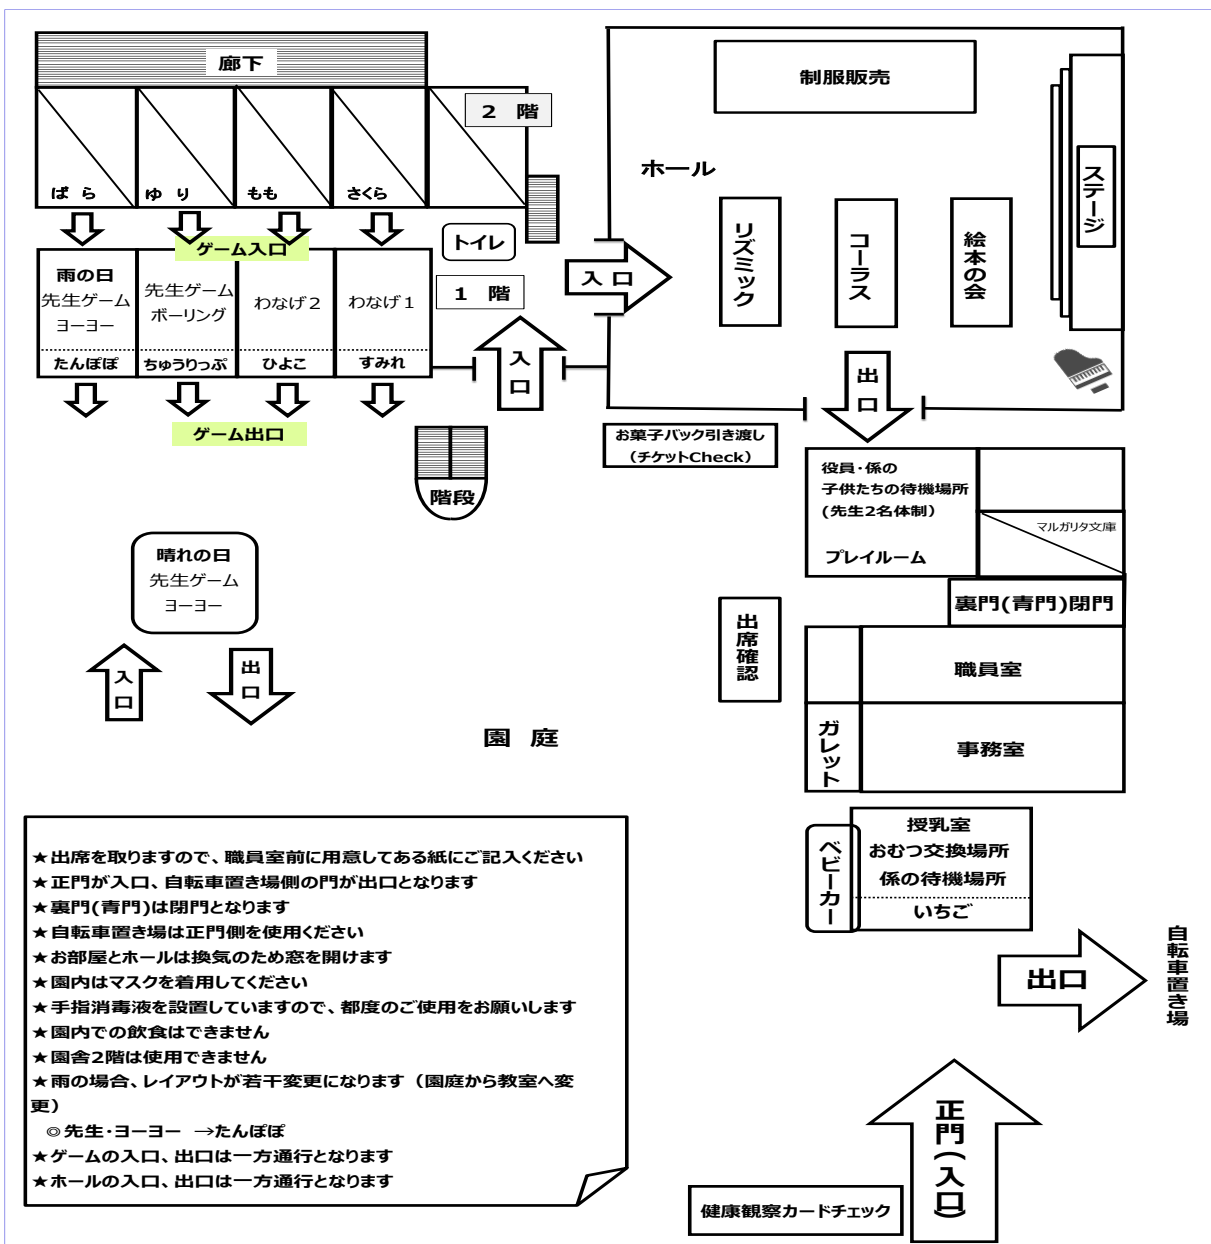 廊下
2 階
ばら
ゆり
もも
さくら
ゲーム入口
トイレ
1 階
雨の日
先生ゲーム
ヨーヨー
たんぽぽ
先生ゲーム
ボーリング
ちゅうりっぷ
わなげ2
ひよこ
わなげ1
すみれ
ゲーム出口
入口
階段
制服販売
ホール
ステージ
リズミック
コーラス
絵本の会
入口
出口
お菓子バック引き渡し
(チケットCheck)
役員・係の
子供たちの待機場所
(先生2名体制)
プレイルーム
マルガリタ文庫
裏門(青門)閉門
出席確認
職員室
ガレット
事務室
晴れの日
先生ゲーム
ヨーヨー
入口
出口
園 庭
ベビーカー
授乳室
おむつ交換場所
係の待機場所
いちご
出口
自転車置き場
★出席を取りますので、職員室前に用意してある紙にご記入ください
★正門が入口、自転車置き場側の門が出口となります
★裏門(青門)は閉門となります
★自転車置き場は正門側を使用ください
★お部屋とホールは換気のため窓を開けます
★園内はマスクを着用してください
★手指消毒液を設置していますので、都度のご使用をお願いします
★園内での飲食はできません
★園舎2階は使用できません
★雨の場合、レイアウトが若干変更になります(園庭から教室へ変
更)
◎先生・ヨーヨー →たんぽぽ
★ゲームの入口、出口は一方通行となります
★ホールの入口、出口は一方通行となります
正門(入口)
健康観察カードチェック